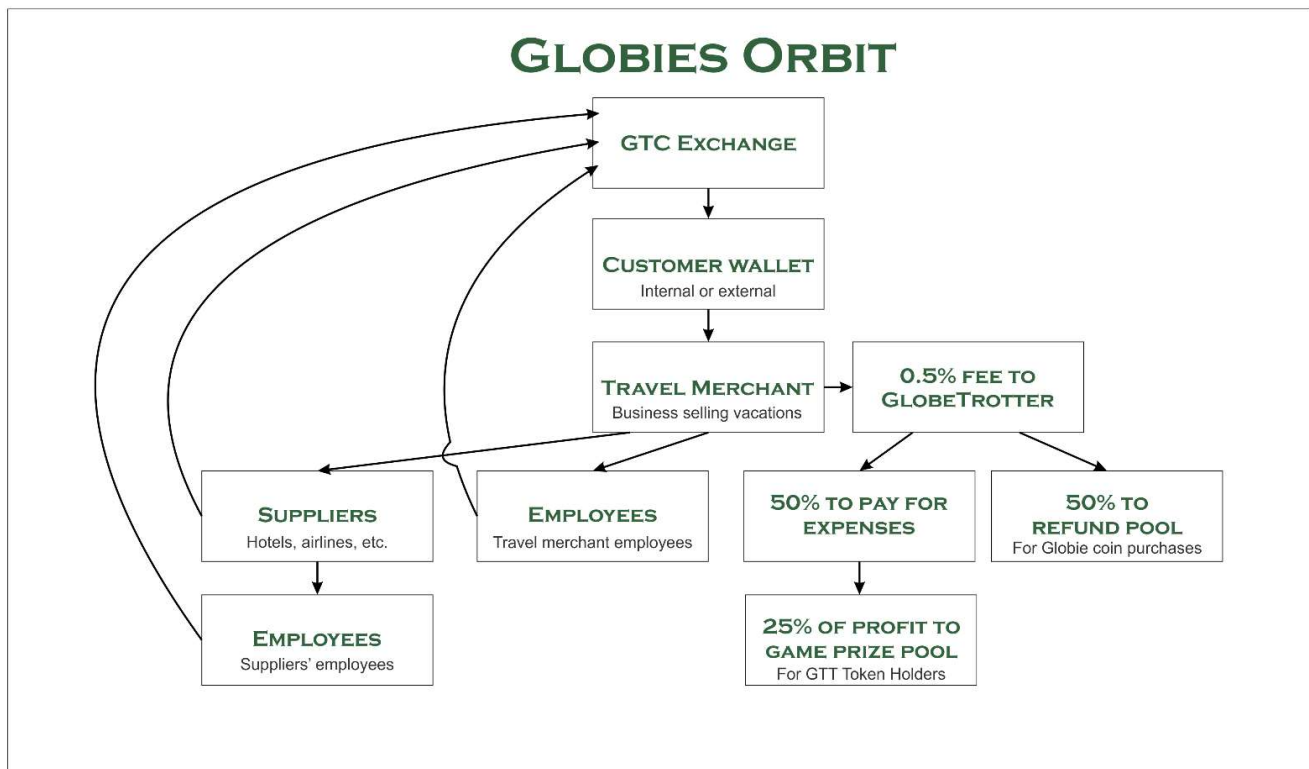 GLOBIES ORBIT
GTC EXCHANGE
CUSTOMER WALLET
Internal or external
TRAVEL MERCHANT
Business selling vacations
0.5% FEE TO
GLOBETROTTER
SUPPLIERS
Hotels, airlines, etc.
EMPLOYEES
Travel merchant employees
50% TO PAY FOR
EXPENSES
50% TO
REFUND POOL
For Globie coin purchases
EMPLOYEES
Suppliers' employees
25% OF PROFIT TO
GAME PRIZE POOL
For GTT Token Holders